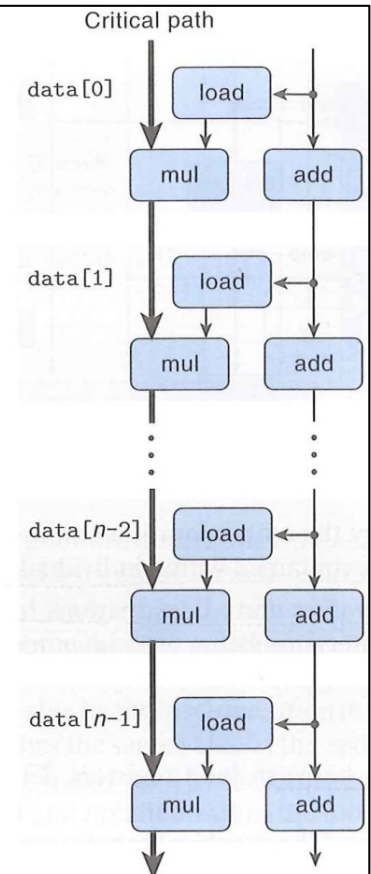 Critical path
data[0]
load
mul add
data[1]
load
mul add
data[n-2]
load
mul add
data[n-1]
load
mul add